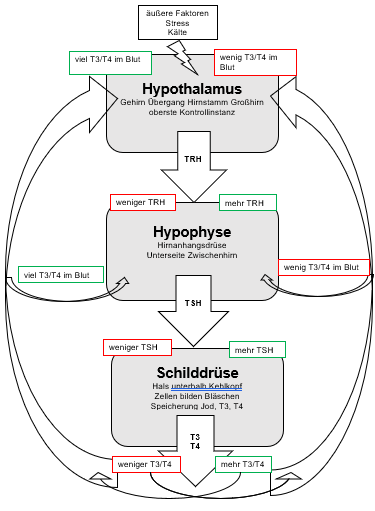 äußere Faktoren
Stress
Kälte
viel T3/T4 im Blut
wenig T3/T4 im
Blut
Hypothalamus
Gehirn Übergang Hirnstamm Großhirn
oberste Kontrollinstanz
TRH
weniger TRH
mehr TRH
Hypophyse
Hirnanhangsdrüse
Unterseite Zwischenhirn
viel T3/T4 im Blut
wenig T3/T4 im Blut
TSH
weniger TSH
mehr TSH
Schilddrüse
Hals unterhalb Kehlkopf
Zellen bilden Bläschen
Speicherung Jod, T3, T4
T3
T4
weniger T3/T4
mehr T3/T4